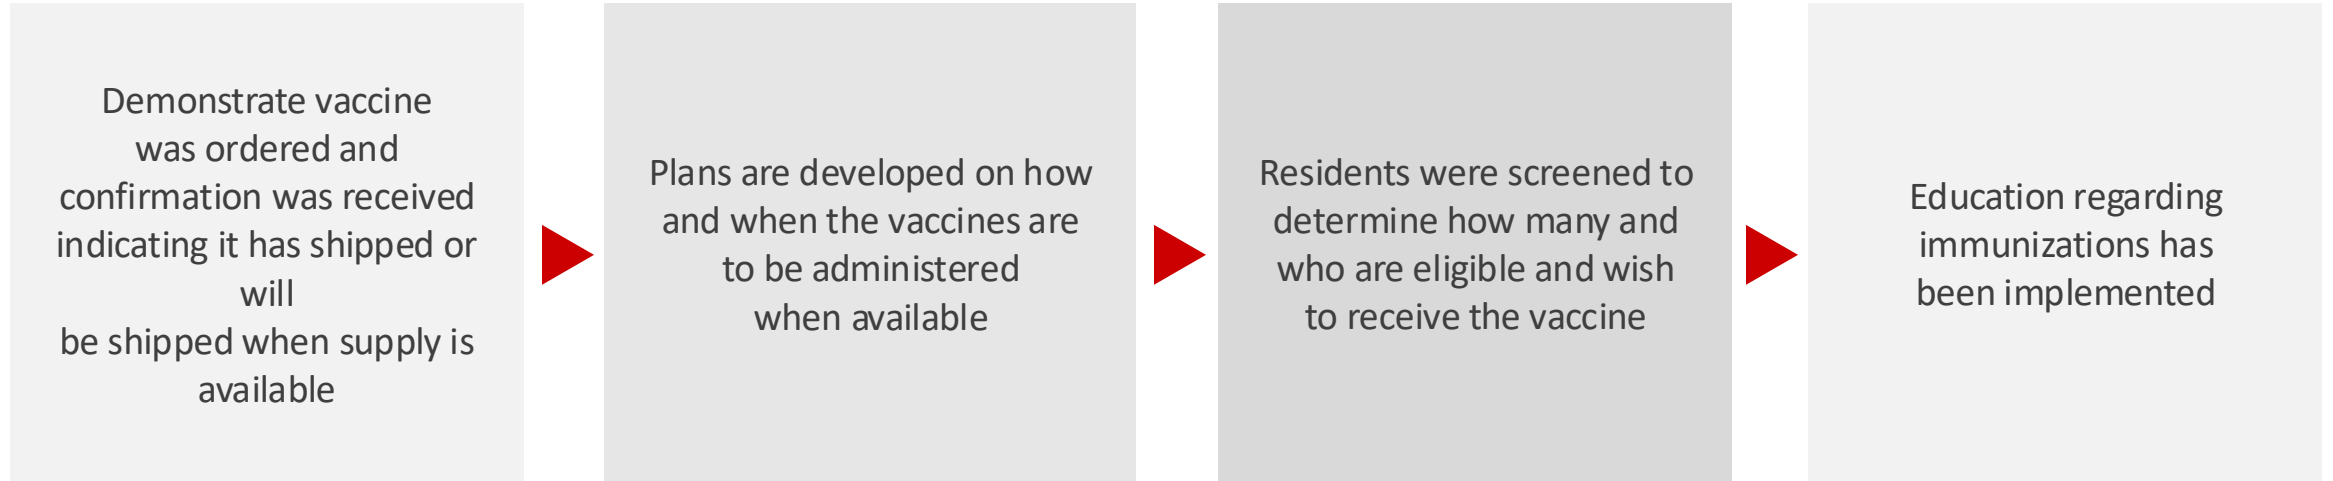 Demonstrate vaccine
was ordered and
confirmation was received
indicating it has shipped or
will
be shipped when supply is
available
Plans are developed on how
and when the vaccines are
to be administered
when available
Residents were screened to
determine how many and
who are eligible and wish
to receive the vaccine
Education regarding
immunizations has
been implemented